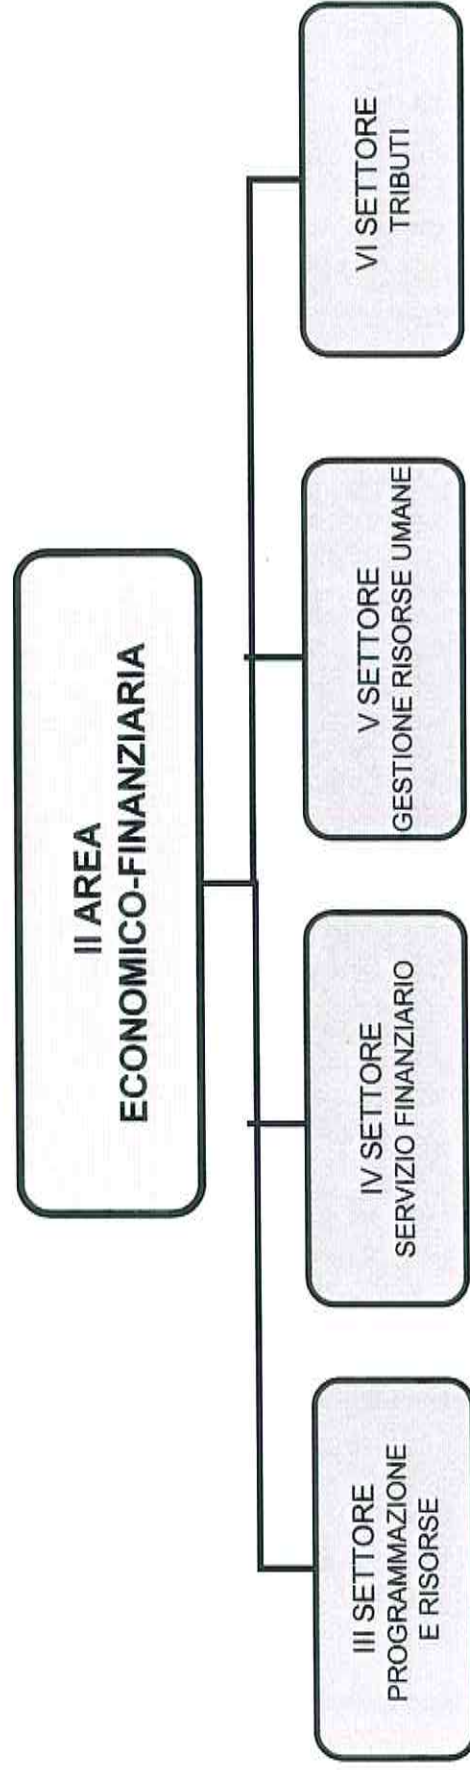 II AREA
ECONOMICO-FINANZIARIA
III SETTORE
PROGRAMMAZIONE
E RISORSE
IV SETTORE
SERVIZIO FINANZIARIO
V SETTORE
GESTIONE RISORSE UMANE
VI SETTORE
TRIBUTI